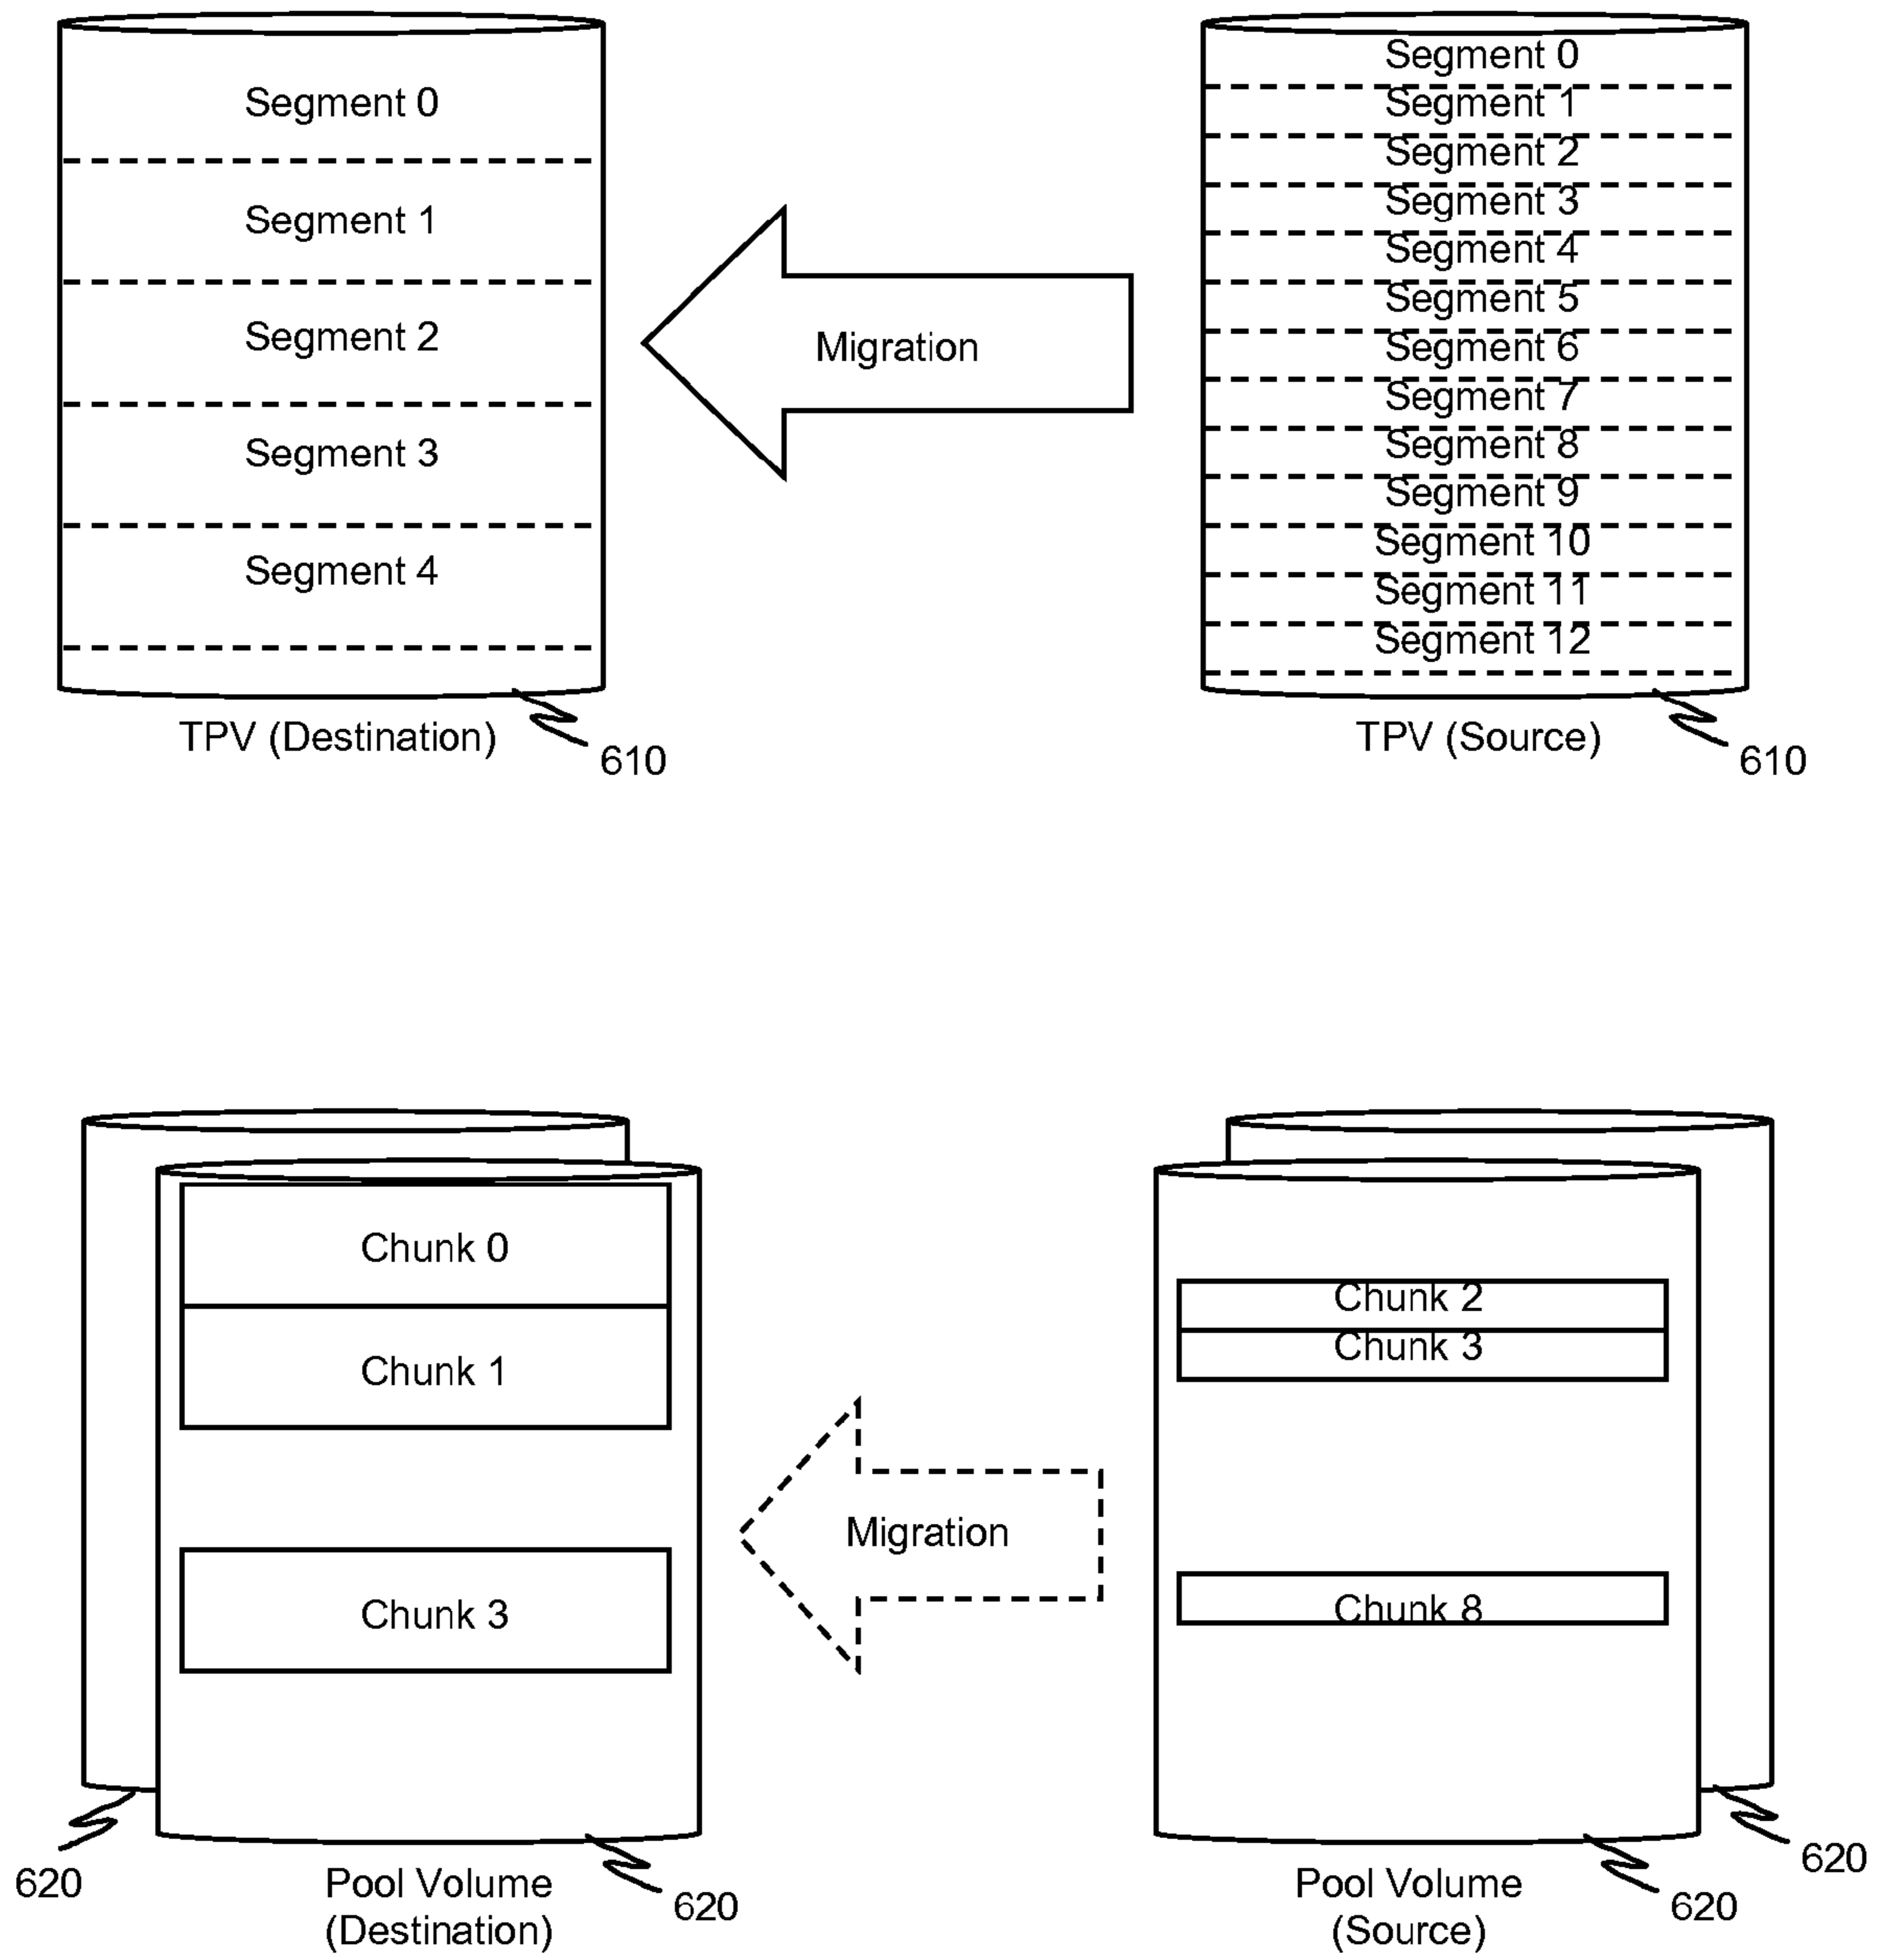 Segment 0
Segment 1
Segment 2
Segment 3
Segment 4
TPV (Destination)
610
Migration
Segment 0
Segment 1
Segment 2
Segment 3
Segment 4
Segment 5
Segment 6
Segment 7
Segment 8
Segment 9
Segment 10
Segment 11
Segment 12
TPV (Source)
610
Chunk 0
Chunk 1
Chunk 3
620
Pool Volume
(Destination)
620
Migration
Chunk 2
Chunk 3
Chunk 8
Pool Volume
(Source)
620
620